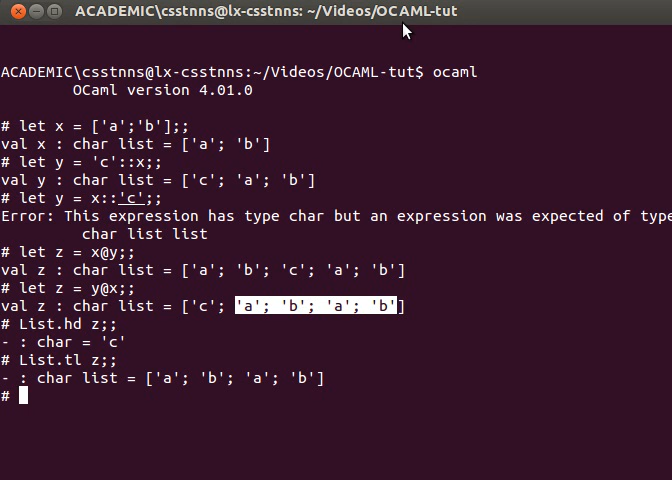 ACADEMIC\csstnns@lx-csstnns: ~/Videos/OCAML-tut
ACADEMIC\csstnns@lx-csstnns:~/Videos/OCAML-tut$ ocaml
OCaml version 4.01.0
# let x = ['a';'b'];;
val x : char list = ['a'; 'b']
# let y = 'c'::x;;
val y : char list = ['c'; 'a'; 'b']
# let y = x::'c';;
Error: This expression has type char but an expression was expected of type
char list list
# let z = x@y;;
val z : char list = ['a'; 'b'; 'c'; 'a'; 'b']
# let z = y@x;;
val z : char list = ['c'; 'a'; 'b'; 'a'; 'b']
# List.hd z;;
- : char = 'c'
# List.tl z;;
- : char list = ['a'; 'b'; 'a'; 'b']
#